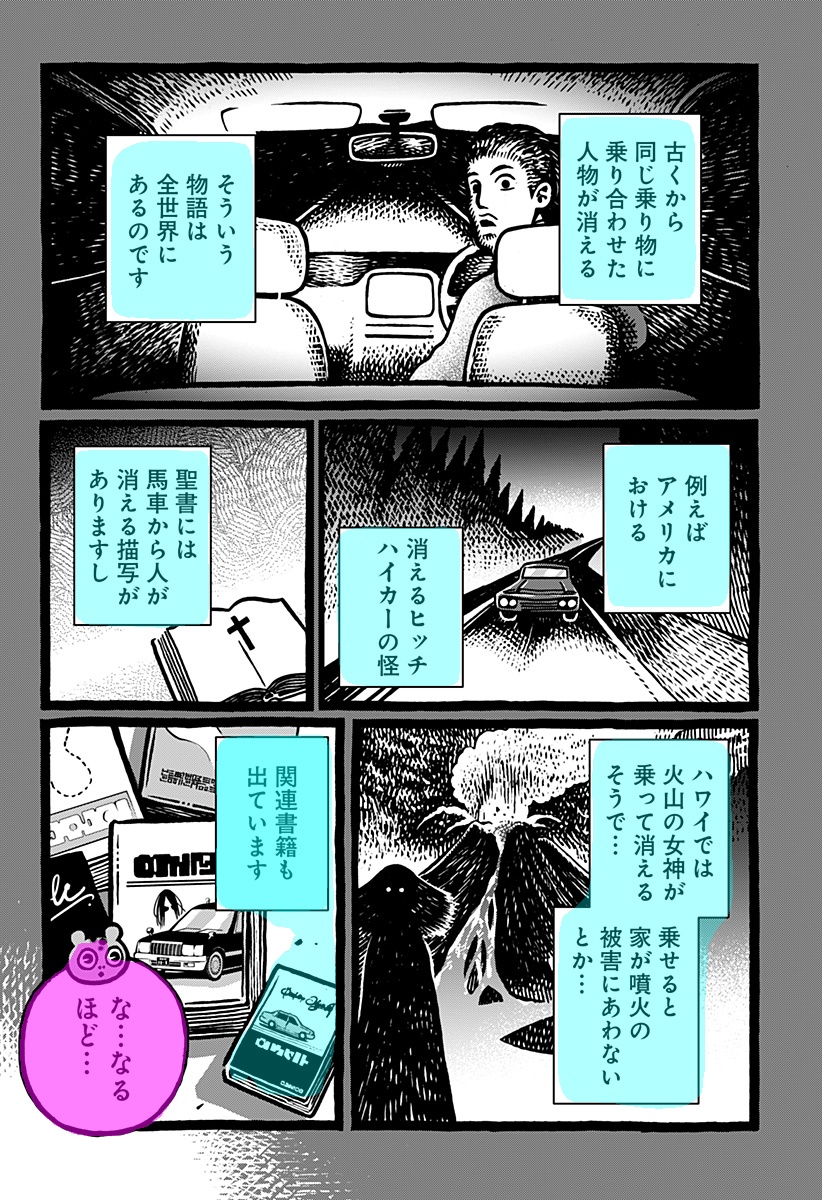 古くから
同じ乗り物に
乗り合わせた
人物が消える
そういう
物語は
全世界に
あるのです
例えば
アメリカに
おける
消えるヒッチ
ハイカーの怪
聖書には
馬車から人が
消える描写が
ありますし
ハワイでは
火山の女神が
乗って消える
そうで…
乗せると
家が噴火の
被害にあわない
とか…
関連書籍も
出ています
な…なる
ほど…